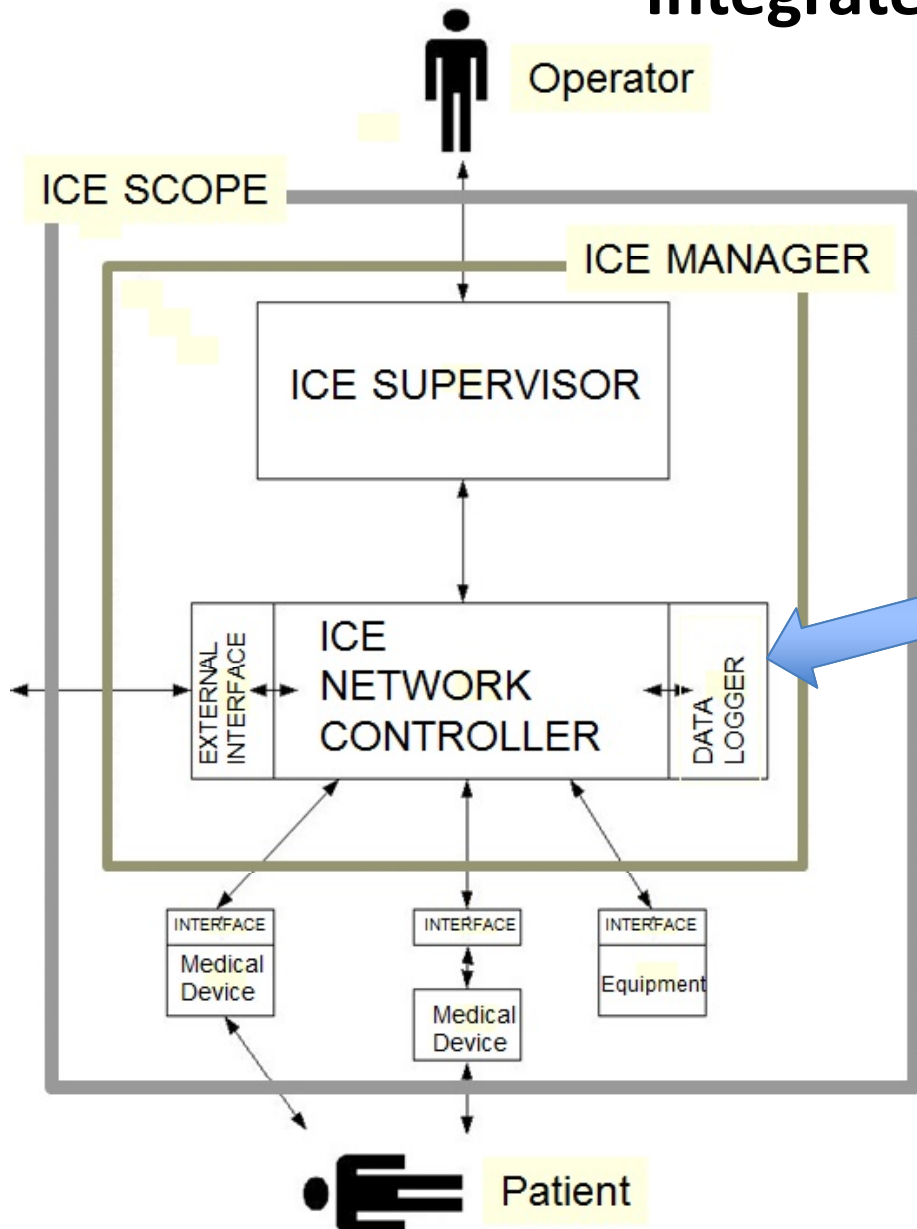 Operator
ICE SCOPE
ICE MANAGER
ICE SUPERVISOR
EXTERNAL
INTERFACE
ICE
NETWORK
CONTROLLER
DATA
LOGGER
INTERFACE
Medical
Device
INTERFACE
Medical
Device
INTERFACE
Equipment
Patient